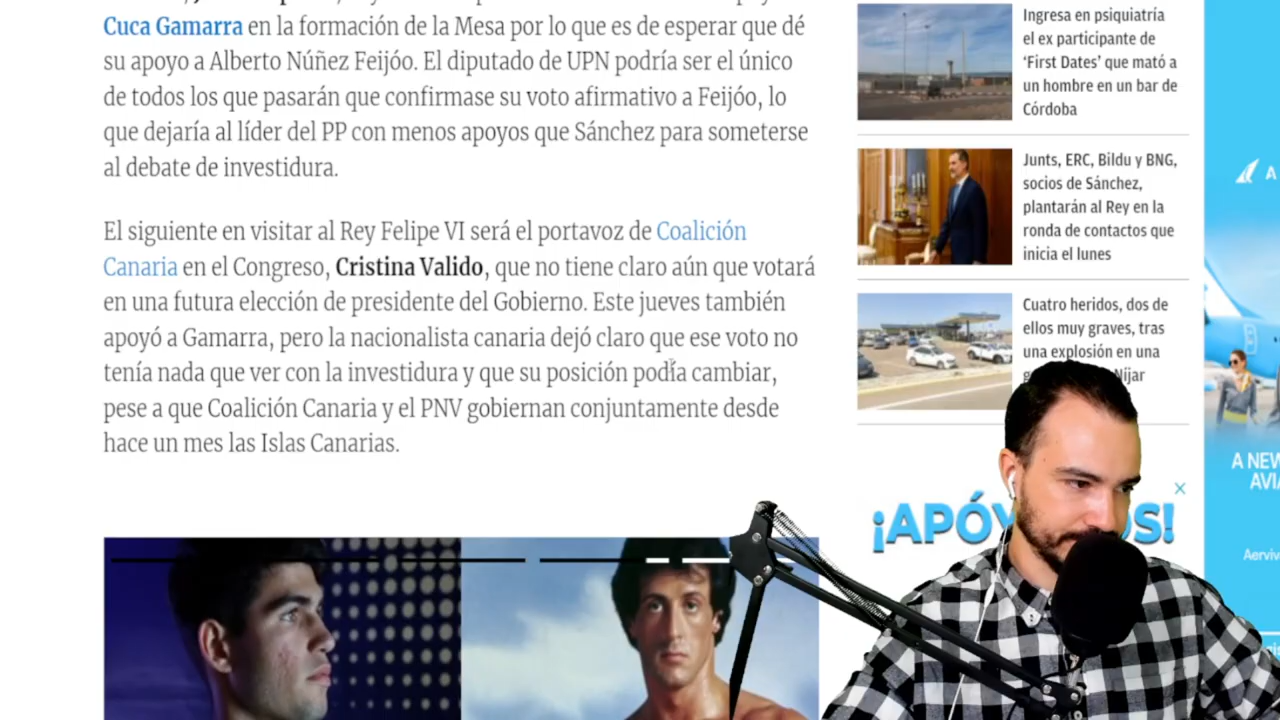 Cuca Gamarra en la formación de la Mesa por lo que es de esperar que dé
su apoyo a Alberto Núñez Feijóo. El diputado de UPN podría ser el único
de todos los que pasarán que confirmase su voto afirmativo a Feijóo, lo
que dejaría al líder del PP con menos apoyos que Sánchez para someterse
al debate de investidura.
El siguiente en visitar al Rey Felipe VI será el portavoz de Coalición
Canaria en el Congreso, Cristina Valido, que no tiene claro aún que votará
en una futura elección de presidente del Gobierno. Este jueves también
apoyó a Gamarra, pero la nacionalista canaria dejó claro que ese voto no
tenía nada que ver con la investidura y que su posición podía cambiar,
pese a que Coalición Canaria y el PNV gobiernan conjuntamente desde
hace un mes las Islas Canarias.
Ingresa en psiquiatría
el ex participante de
‘First Dates’ que mató a
un hombre en un bar de
Córdoba
Junts, ERC, Bildu y BNG,
socios de Sánchez,
plantarán al Rey en la
ronda de contactos que
inicia el lunes
Cuatro heridos, dos de
ellos muy graves, tras
una explosión en una
Níjar
A NEW